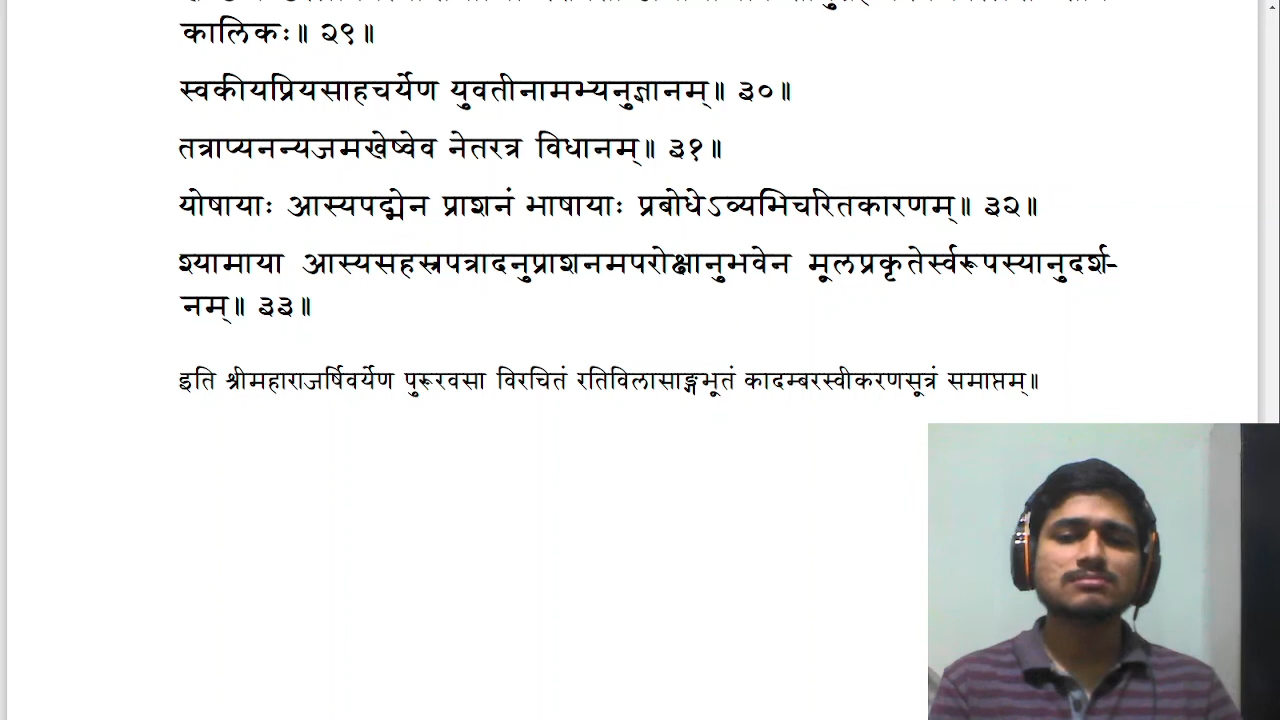 कालिकः॥ २९॥
स्वकीयप्रियसाहचर्येण युवतीनामभ्यनुज्ञानम्॥ ३०॥
तत्राप्यनन्यजमखेष्वेव नेतरत्र विधानम्॥ ३१॥
योषायाः आस्यपद्मेन प्राशनं भाषायाः प्रबोधेऽव्यभिचरितकारणम्॥ ३२॥
श्यामाया आस्यसहस्रपत्रादनुप्राशनमपरोक्षानुभवेन मूलप्रकृतेर्स्वरूपस्यानुदर्श-
नम्॥ ३३॥
इति श्रीमहाराजर्षिवर्येण पुरूरवसा विरचितं रतिविलासाङ्गभूतं कादम्बरस्वीकरणसूत्रं समाप्तम्॥